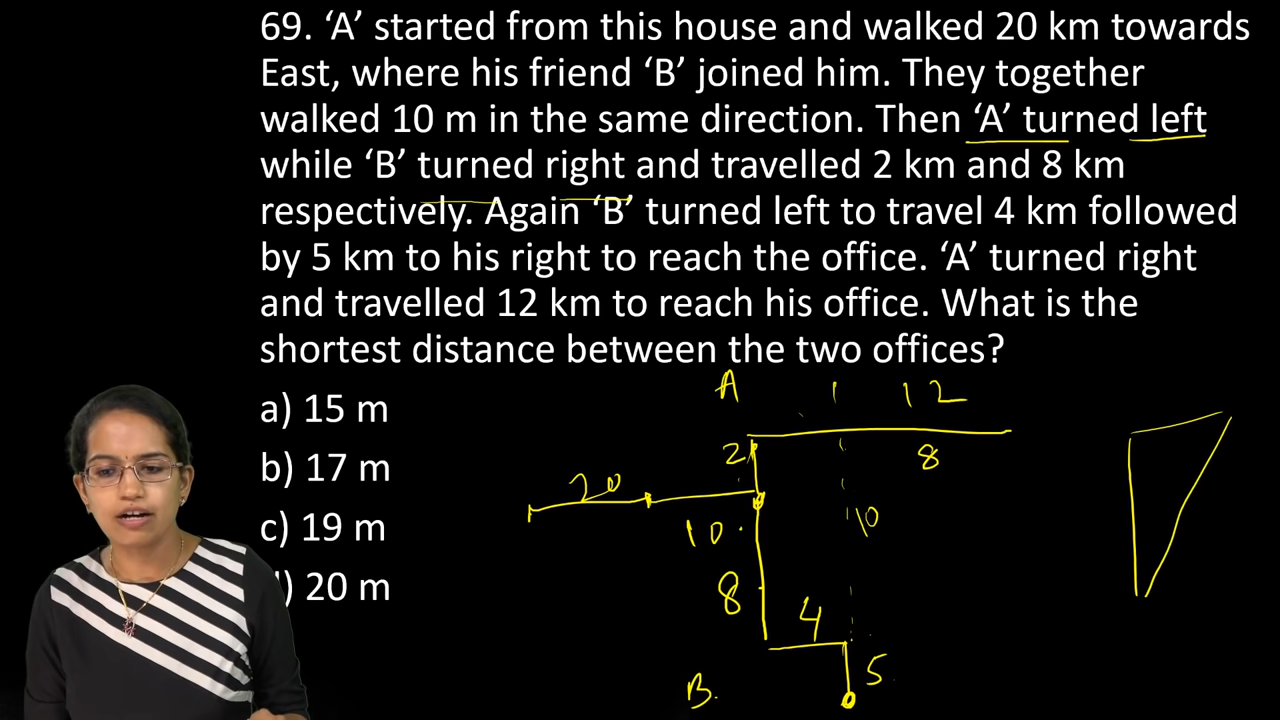 69. ‘A’ started from this house and walked 20 km towards
East, where his friend ‘B’ joined him. They together
walked 10 m in the same direction. Then ‘A’ turned left
while ‘B’ turned right and travelled 2 km and 8 km
respectively. Again ‘B’ turned left to travel 4 km followed
by 5 km to his right to reach the office. ‘A’ turned right
and travelled 12 km to reach his office. What is the
shortest distance between the two offices?
a) 15 m
b) 17 m
c) 19 m
) 20 m
A 12
2 8
20
10 10
8
4
5
B.